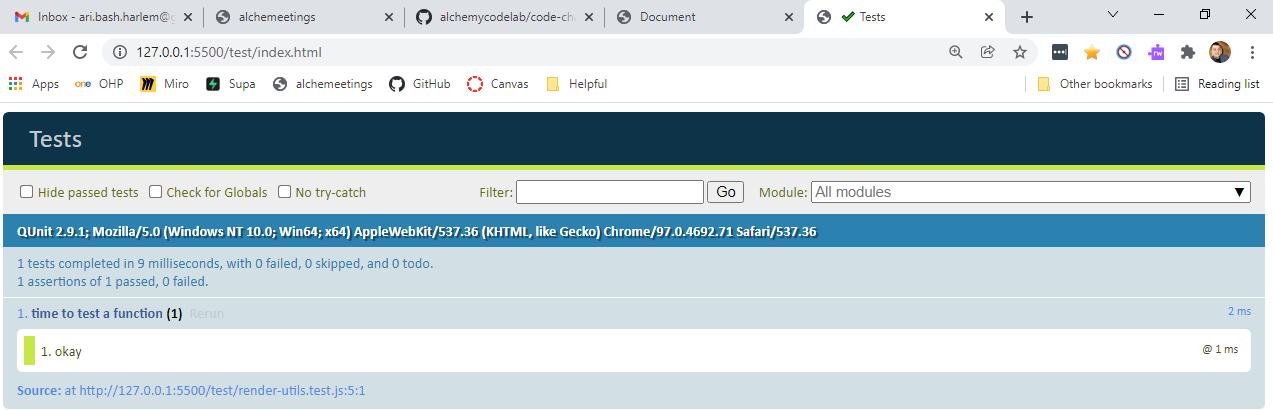 Inbox - ari.bash.harlem@g
alchemeetings
alchemycodelab/code-cha
Document
Tests
127.0.0.1:5500/test/index.html
Apps
one OHP
Miro
Supa
alchemeetings
GitHub
Canvas
Helpful
Other bookmarks
Reading list
Tests
Hide passed tests Check for Globals No try-catch Filter: Go Module: All modules
QUnit 2.9.1; Mozilla/5.0 (Windows NT 10.0; Win64; x64) AppleWebKit/537.36 (KHTML, like Gecko) Chrome/97.0.4692.71 Safari/537.36
1 tests completed in 9 milliseconds, with 0 failed, 0 skipped, and 0 todo.
1 assertions of 1 passed, 0 failed.
1. time to test a function (1) Rerun 2 ms
1. okay @ 1 ms
Source: at http://127.0.0.1:5500/test/render-utils.test.js:5:1